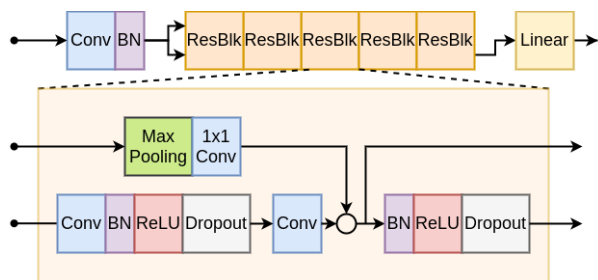 Conv BN ResBlk ResBlk ResBlk ResBlk ResBlk Linear
Max Pooling 1x1 Conv
Conv BN ReLU Dropout Conv BN ReLU Dropout